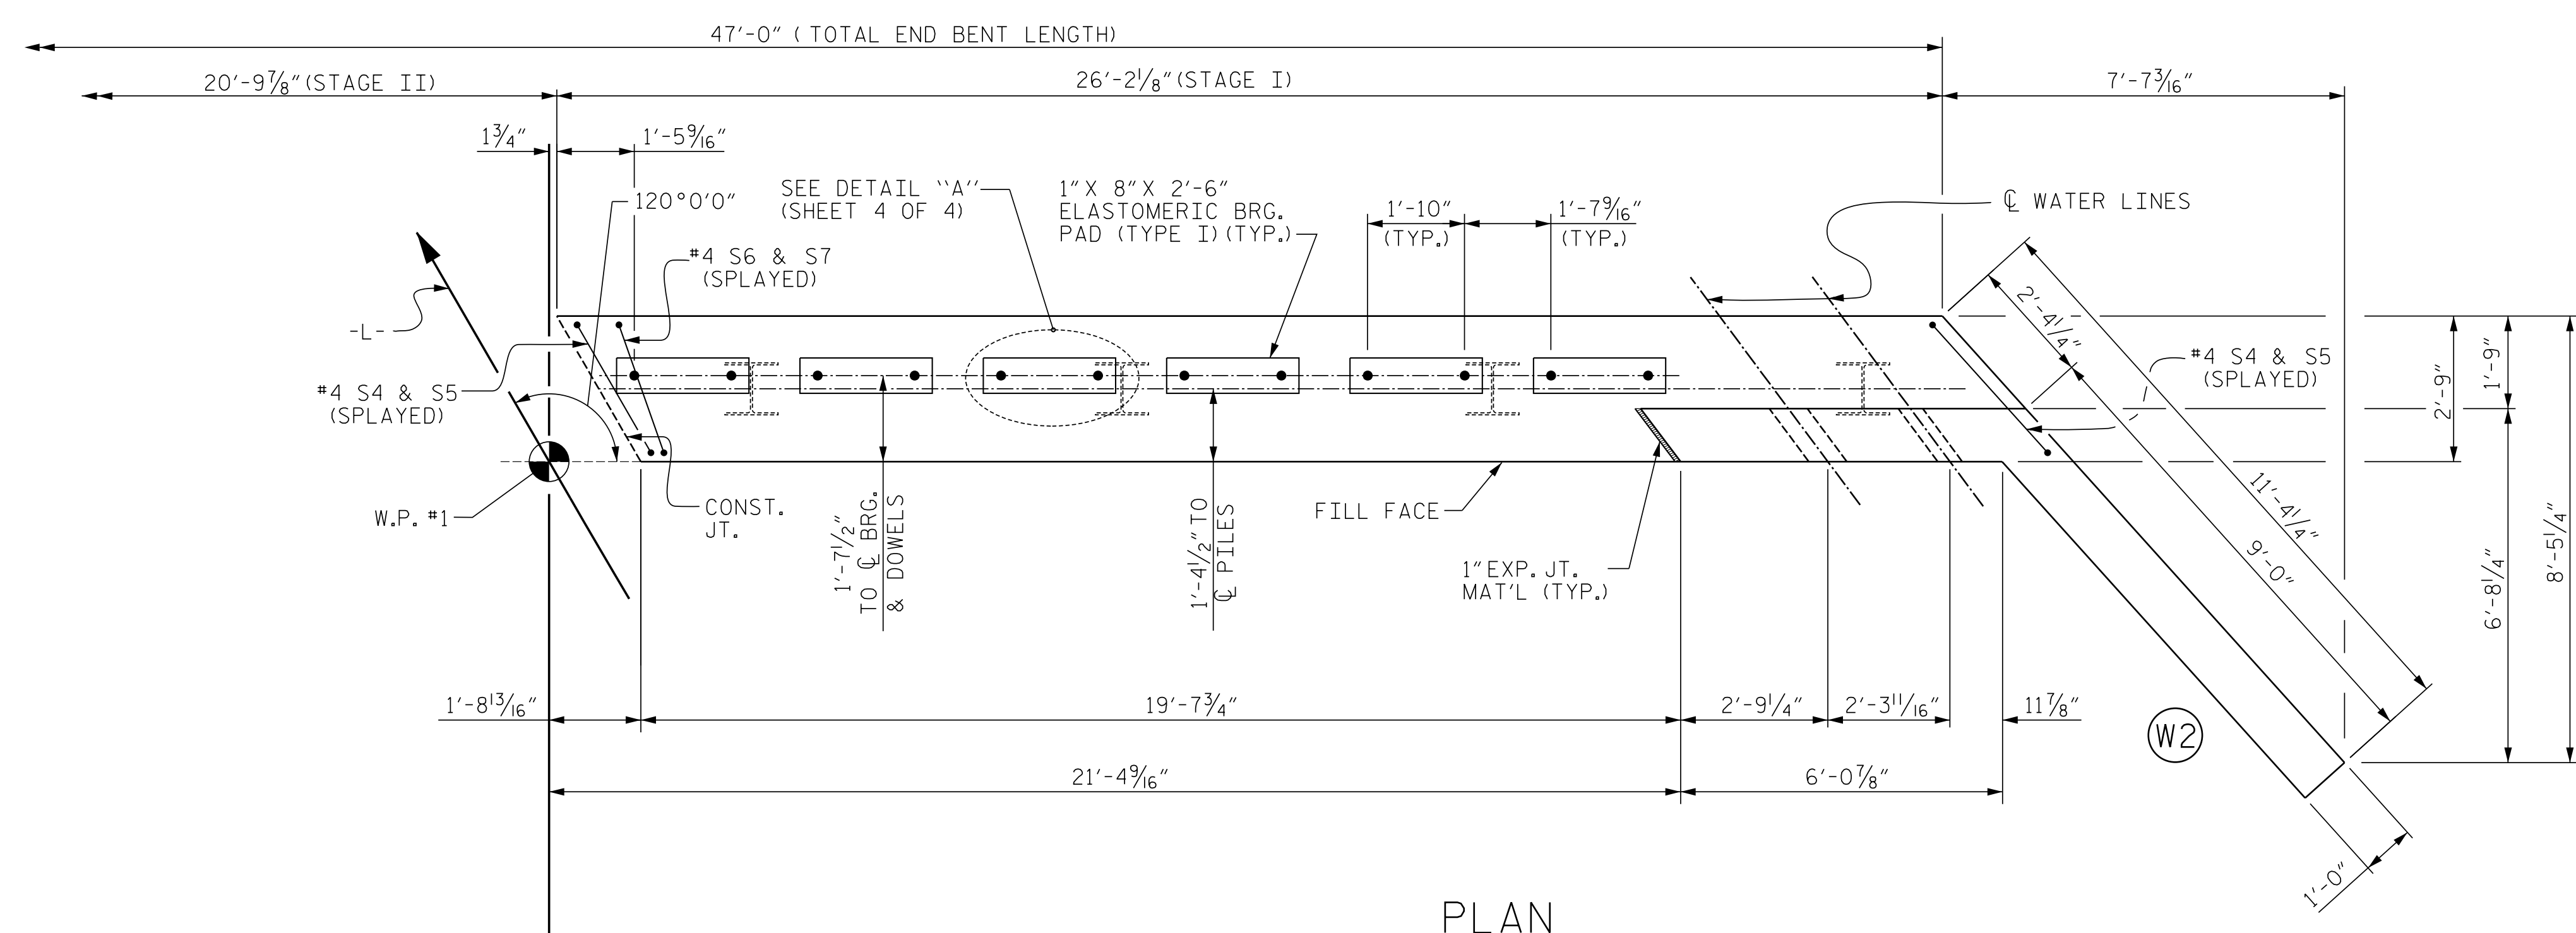 47'-0" (TOTAL END BENT LENGTH)
20'-9⅞" (STAGE II)
26'-2⅛" (STAGE I)
7'-7³⁄₁₆"
1¾"
1'-5⁹⁄₁₆"
120°0'0"
SEE DETAIL ``A''
(SHEET 4 OF 4)
1" X 8" X 2'-6"
ELASTOMERIC BRG.
PAD (TYPE I) (TYP.)
1'-10"
(TYP.)
1'-7⁹⁄₁₆"
(TYP.)
℄ WATER LINES
#4 S6 & S7
(SPLAYED)
-L-
#4 S4 & S5
(SPLAYED)
2'-4¼"
#4 S4 & S5
(SPLAYED)
2'-9"
1'-9"
W.P. #1
CONST.
JT.
1'-7½"
TO ℄ BRG.
& DOWELS
1'-4½" TO
℄ PILES
FILL FACE
1" EXP. JT.
MAT'L (TYP.)
11'-4¼"
9'-0"
6'-8¼"
8'-5¼"
1'-8¹³⁄₁₆"
19'-7¾"
2'-9¼"
2'-3¹¹⁄₁₆"
11⅞"
W2
21'-4⁹⁄₁₆"
6'-0⅞"
1'-0"
PLAN